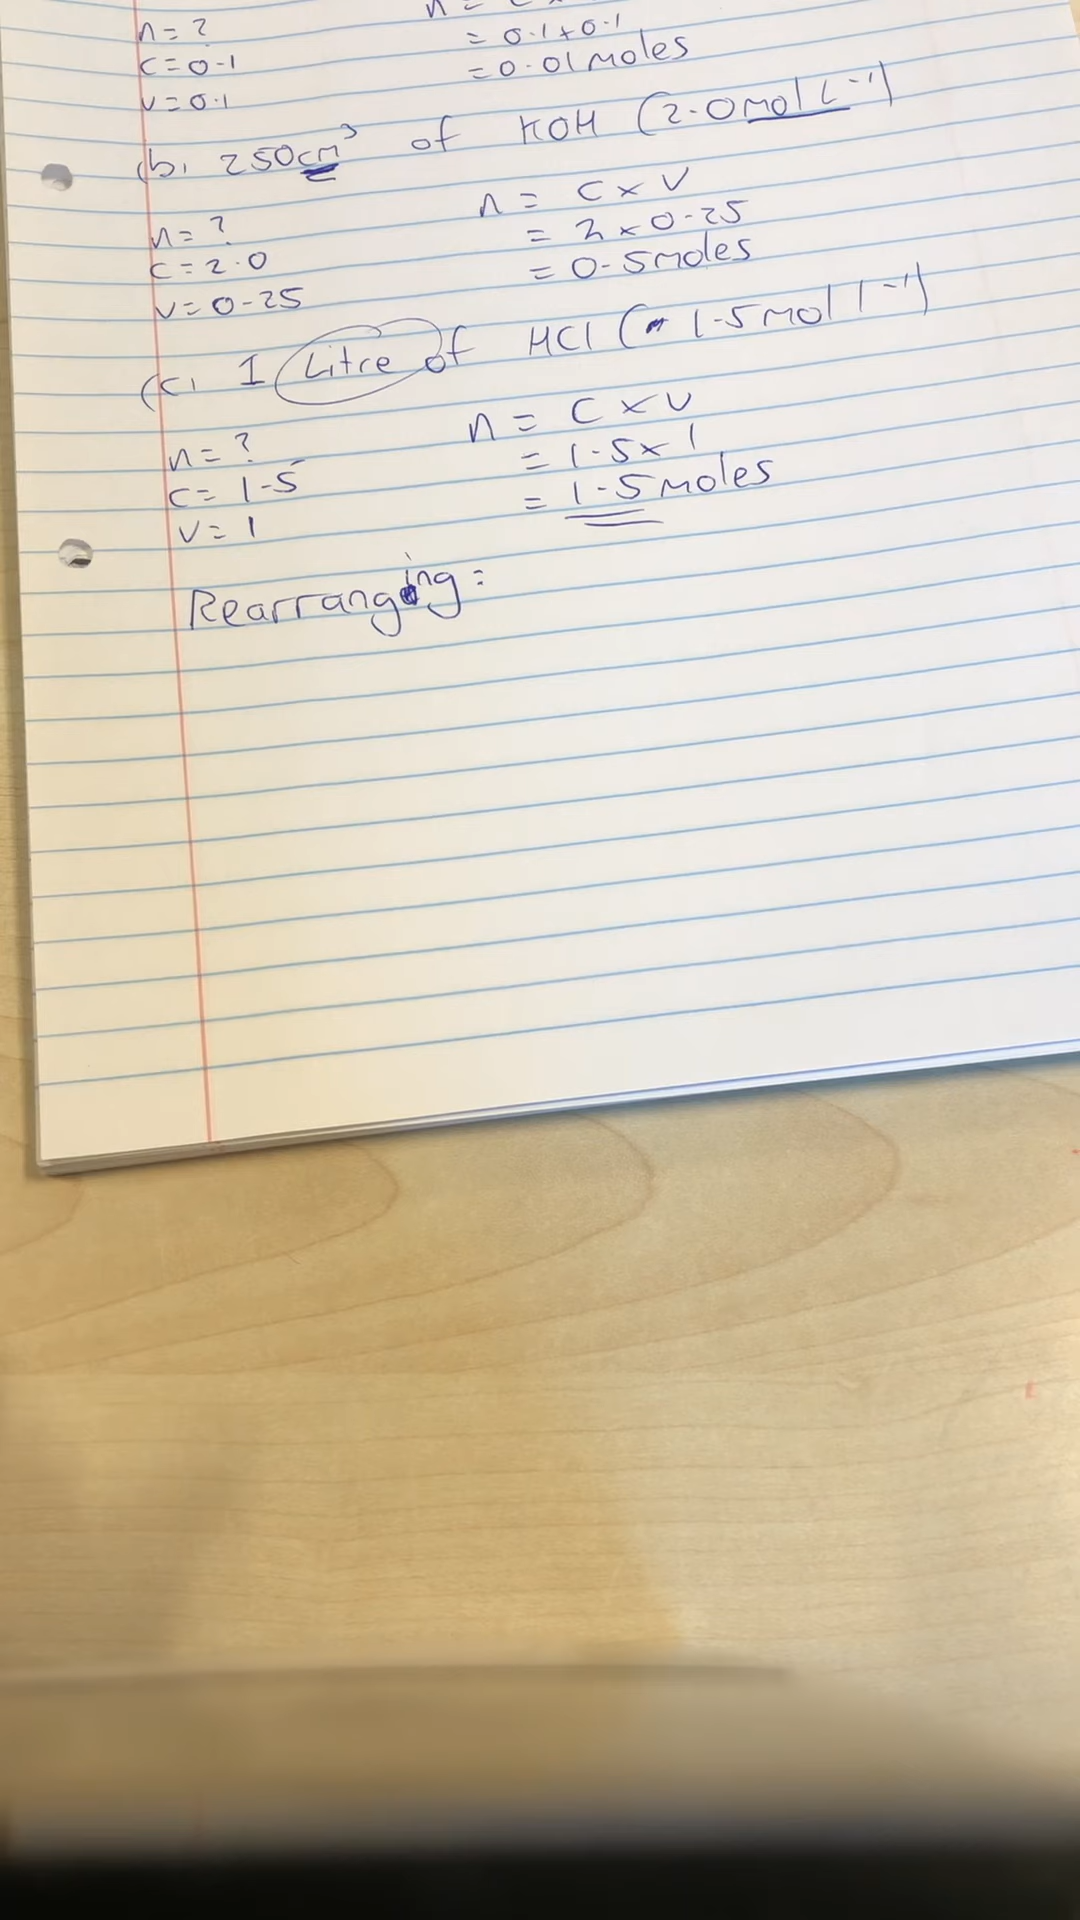 n = ?
c = 0.1
v = 0.1
= 0.1 x 0.1
= 0.01 moles
(b) 250cm³ of KOH (2.0 mol L⁻¹)
n = ?
c = 2.0
v = 0.25
n = C x V
= 2 x 0.25
= 0.5 moles
(c) 1 Litre of HCl (1.5 mol l⁻¹)
n = ?
c = 1.5
v = 1
n = C x V
= 1.5 x 1
= 1.5 moles
Rearranging: